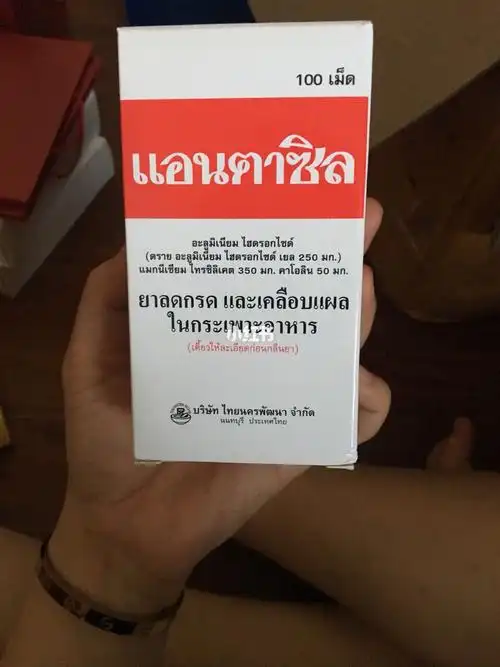 100 เม็ด
แอนตาซิล
อะลูมิเนียม ไฮดรอกไซด์
(ดราย อะลูมิเนียม ไฮดรอกไซด์ เยล 250 มก.)
แมกนีเซียม ไทรซิลิเคต 350 มก. คาโอลิน 50 มก.
ยาลดกรด และเคลือบแผล
ในกระเพาะอาหาร
小红书
(เคี้ยวให้ละเอียดก่อนกลืนยา)
บริษัท ไทยนครพัฒนา จำกัด
นนทบุรี ประเทศไทย